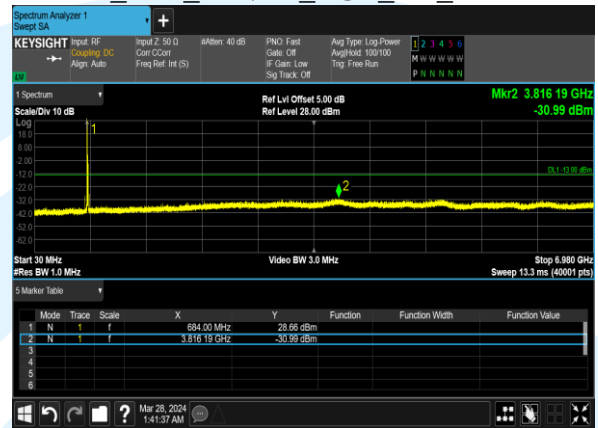 Spectrum Analyzer 1
Swept SA
KEYSIGHT Input: RF Input Z: 50 Ω #Atten: 40 dB PNO: Fast Avg Type: Log-Power 1 2 3 4 5 6
Coupling: DC Corr CCorr Gate: Off Avg|Hold: 100/100 M W W W W W
Align: Auto Freq Ref: Int (S) IF Gain: Low Trig: Free Run
Sig Track: Off P N N N N N
LV
1 Spectrum Ref Lvl Offset 5.00 dB Mkr2 3.816 19 GHz
Scale/Div 10 dB Ref Level 28.00 dBm -30.99 dBm
Log
18.0
8.00
-2.00
-12.0
-22.0
-32.0
-42.0
-52.0
-62.0
1
DL1 -13.00 dBm
2
Start 30 MHz Video BW 3.0 MHz Stop 6.980 GHz
#Res BW 1.0 MHz Sweep 13.3 ms (40001 pts)
5 Marker Table
Mode Trace Scale X Y Function Function Width Function Value
1 N 1 f 684.00 MHz 28.66 dBm
2 N 1 f 3.816 19 GHz -30.99 dBm
3
4
5
6
? Mar 28, 2024
1:41:37 AM